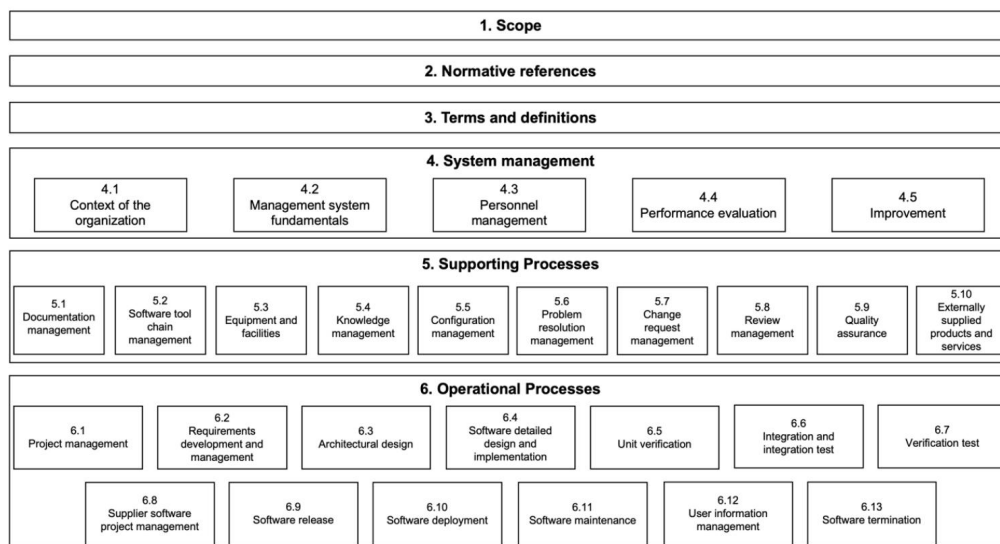 1. Scope
2. Normative references
3. Terms and definitions
4. System management
4.1
Context of the
organization
4.2
Management system
fundamentals
4.3
Personnel
management
4.4
Performance evaluation
4.5
Improvement
5. Supporting Processes
5.1
Documentation
management
5.2
Software tool
chain
management
5.3
Equipment and
facilities
5.4
Knowledge
management
5.5
Configuration
management
5.6
Problem
resolution
management
5.7
Change
request
management
5.8
Review
management
5.9
Quality
assurance
5.10
Externally
supplied
products and
services
6. Operational Processes
6.1
Project management
6.2
Requirements
development and
management
6.3
Architectural design
6.4
Software detailed
design and
implementation
6.5
Unit verification
6.6
Integration and
integration test
6.7
Verification test
6.8
Supplier software
project management
6.9
Software release
6.10
Software deployment
6.11
Software maintenance
6.12
User information
management
6.13
Software termination